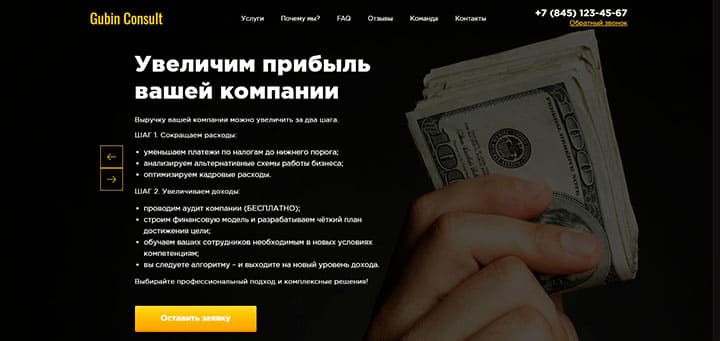 Gubin Consult
Услуги Почему мы? FAQ Отзывы Команда Контакты
+7 (845) 123-45-67
Обратный звонок
Увеличим прибыль
вашей компании
Выручку вашей компании можно увеличить за два шага.
ШАГ 1. Сокращаем расходы:
• уменьшаем платежи по налогам до нижнего порога;
• анализируем альтернативные схемы работы бизнеса;
• оптимизируем кадровые расходы.
ШАГ 2. Увеличиваем доходы:
• проводим аудит компании (БЕСПЛАТНО);
• строим финансовую модель и разрабатываем чёткий план
достижения цели;
• обучаем ваших сотрудников необходимым в новых условиях
компетенциям;
• вы следуете алгоритму – и выходите на новый уровень дохода.
Выбирайте профессиональный подход и комплексные решения!
Оставить заявку
100
FEDERAL RESERVE NOTE